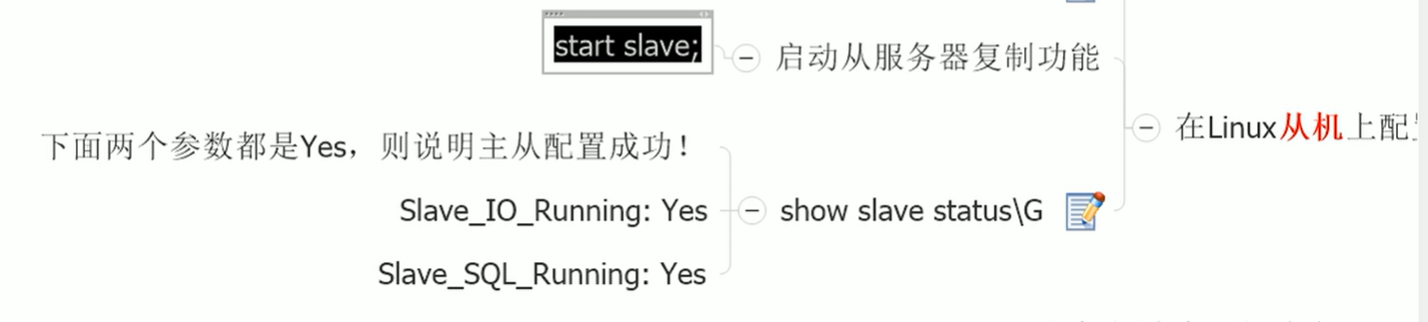 start slave;
启动从服务器复制功能
在Linux从机上配
下面两个参数都是Yes，则说明主从配置成功！
Slave_IO_Running: Yes
show slave status\G
Slave_SQL_Running: Yes